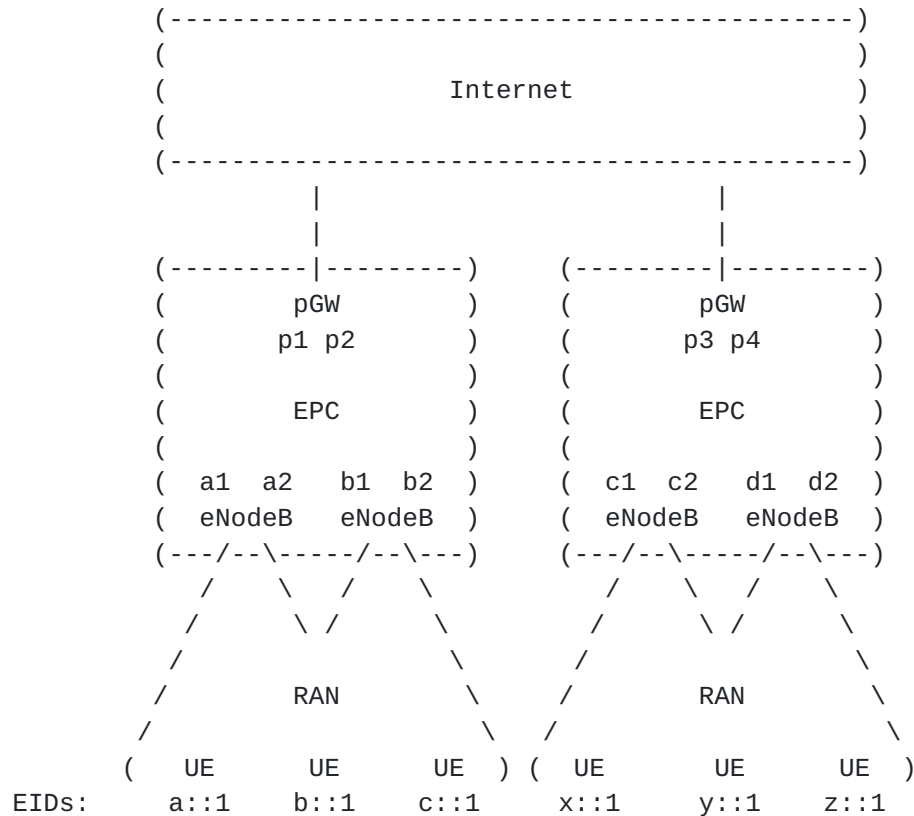 (--------------------------------------------)
(                                            )
(                  Internet                  )
(                                            )
(--------------------------------------------)
          |                         |
          |                         |
(---------|---------)     (---------|---------)
(        pGW        )     (        pGW        )
(       p1 p2       )     (       p3 p4       )
(                   )     (                   )
(        EPC        )     (        EPC        )
(                   )     (                   )
(  a1  a2   b1  b2  )     (  c1  c2   d1  d2  )
(  eNodeB   eNodeB  )     (  eNodeB   eNodeB  )
(---/--\-----/--\---)     (---/--\-----/--\---)
/    \  /    \           /    \  /    \
/      \/      \         /      \/      \
/                \       /                \
/       RAN        \     /       RAN        \
/                    \   /                    \
(   UE      UE      UE  ) (  UE       UE      UE  )
EIDs:     a::1    b::1    c::1     x::1      y::1    z::1